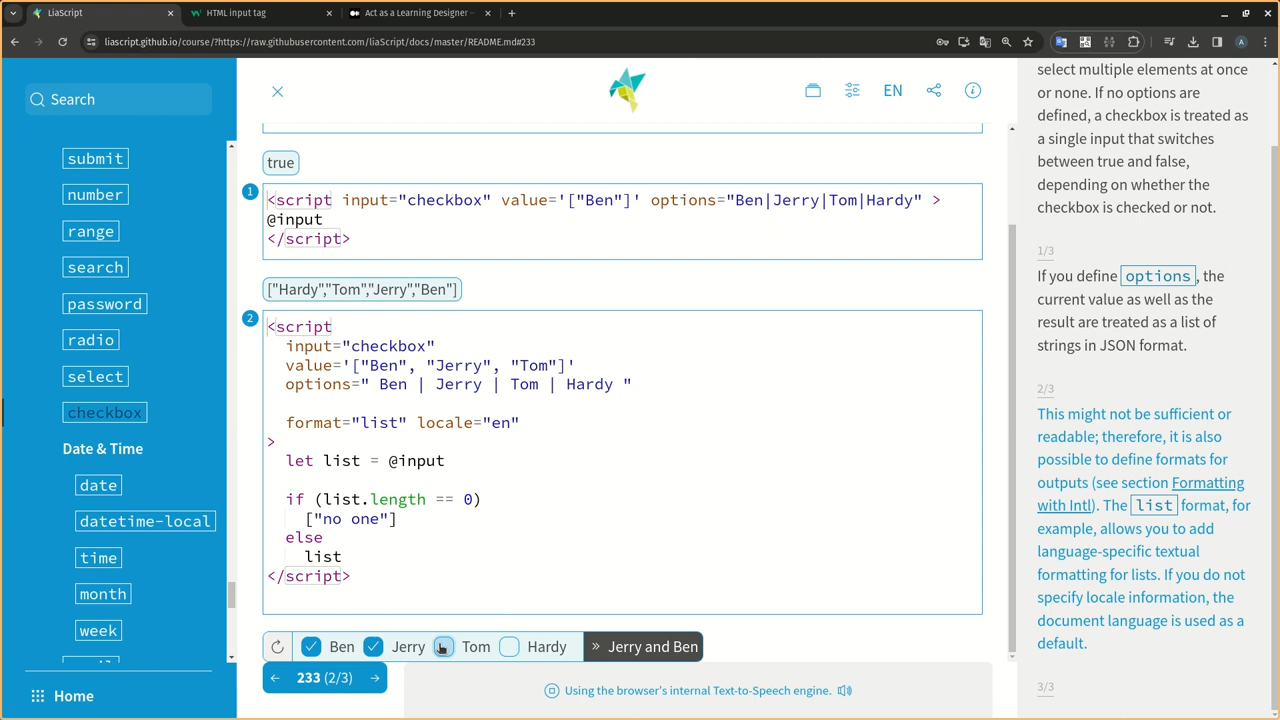 LiaScript
HTML input tag
Act as a Learning Designer
liascript.github.io/course/?https://raw.githubusercontent.com/liaScript/docs/master/README.md#233
A
Search
submit
number
range
search
password
radio
select
checkbox
Date & Time
date
datetime-local
time
month
week
Home
EN
true
1
<script input="checkbox" value='["Ben"]' options="Ben|Jerry|Tom|Hardy" >
@input
</script>
["Hardy","Tom","Jerry","Ben"]
2
<script
input="checkbox"
value='["Ben", "Jerry", "Tom"]'
options=" Ben | Jerry | Tom | Hardy "
format="list" locale="en"
>
let list = @input
if (list.length == 0)
["no one"]
else
list
</script>
Ben Jerry Tom Hardy » Jerry and Ben
← 233 (2/3) →
Using the browser's internal Text-to-Speech engine.
select multiple elements at once
or none. If no options are
defined, a checkbox is treated as
a single input that switches
between true and false,
depending on whether the
checkbox is checked or not.
1/3
If you define options, the
current value as well as the
result are treated as a list of
strings in JSON format.
2/3
This might not be sufficient or
readable; therefore, it is also
possible to define formats for
outputs (see section Formatting
with Intl). The list format, for
example, allows you to add
language-specific textual
formatting for lists. If you do not
specify locale information, the
document language is used as a
default.
3/3